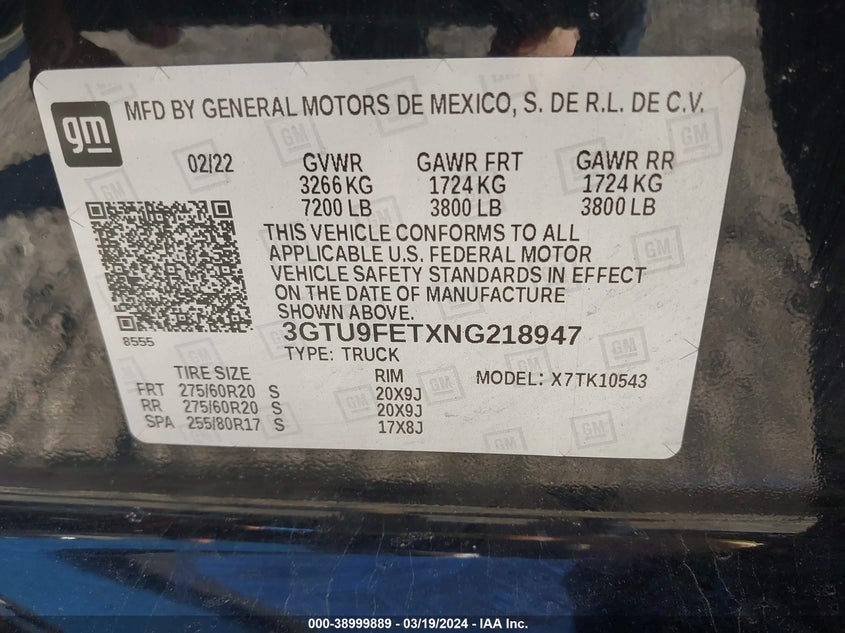 gm
MFD BY GENERAL MOTORS DE MEXICO, S. DE R.L. DE C.V.
02/22 GVWR GAWR FRT GAWR RR
3266 KG 1724 KG 1724 KG
7200 LB 3800 LB 3800 LB
THIS VEHICLE CONFORMS TO ALL
APPLICABLE U.S. FEDERAL MOTOR
VEHICLE SAFETY STANDARDS IN EFFECT
ON THE DATE OF MANUFACTURE
SHOWN ABOVE.
8555
3GTU9FETXNG218947
TYPE: TRUCK
TIRE SIZE RIM MODEL: X7TK10543
FRT 275/60R20 S 20X9J
RR 275/60R20 S 20X9J
SPA 255/80R17 S 17X8J
000-38999889 — 03/19/2024 - IAA Inc.